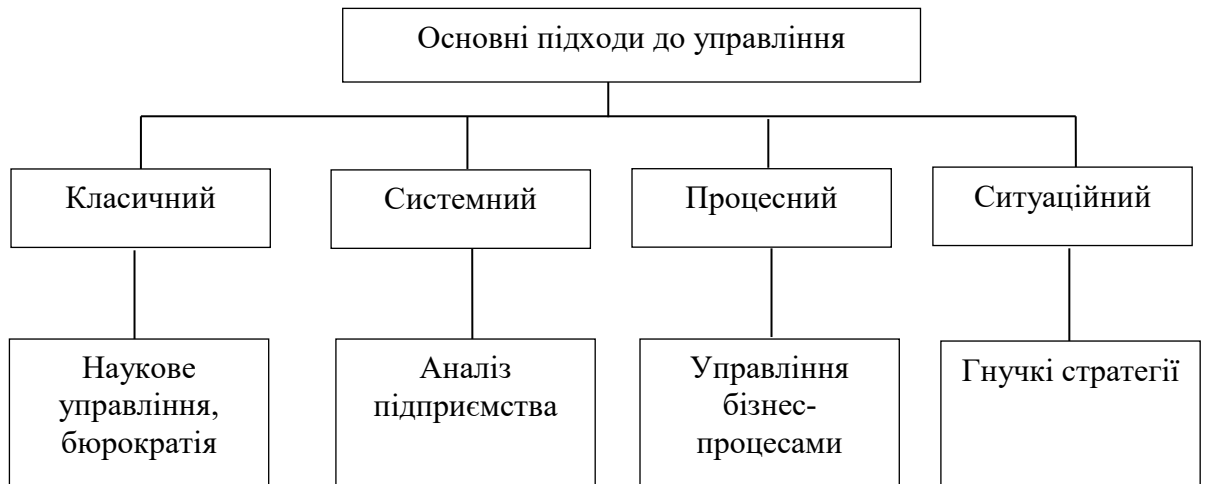 Основні підходи до управління
Класичний
Системний
Процесний
Ситуаційний
Наукове
управління,
бюрократія
Аналіз
підприємства
Управління
бізнес-
процесами
Гнучкі стратегії